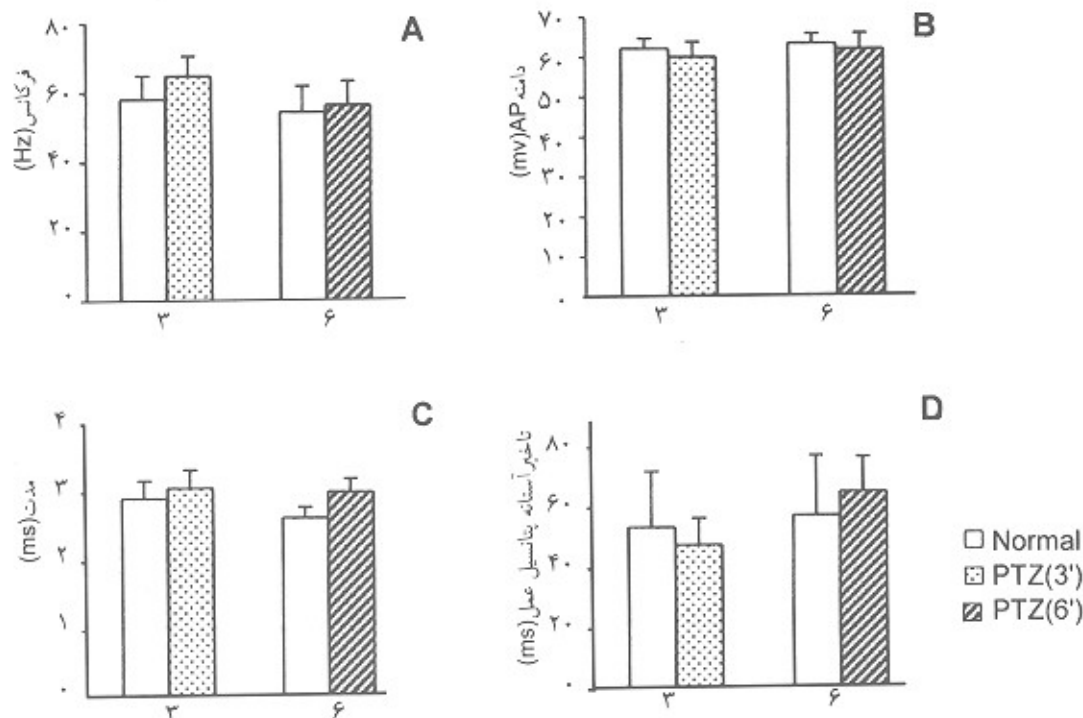 A
فرکانس(Hz)
۸۰
۶۰
۴۰
۲۰
۰
۳ ۶
B
دامنه AP(mv)
۷۰
۶۰
۵۰
۴۰
۳۰
۲۰
۱۰
۰
۳ ۶
C
مدت(ms)
۴
۳
۲
۱
۰
۳ ۶
D
تاخیر آستانه پتانسیل عمل(ms)
۸۰
۶۰
۴۰
۲۰
۰
۳ ۶
Normal
PTZ(3')
PTZ(6')